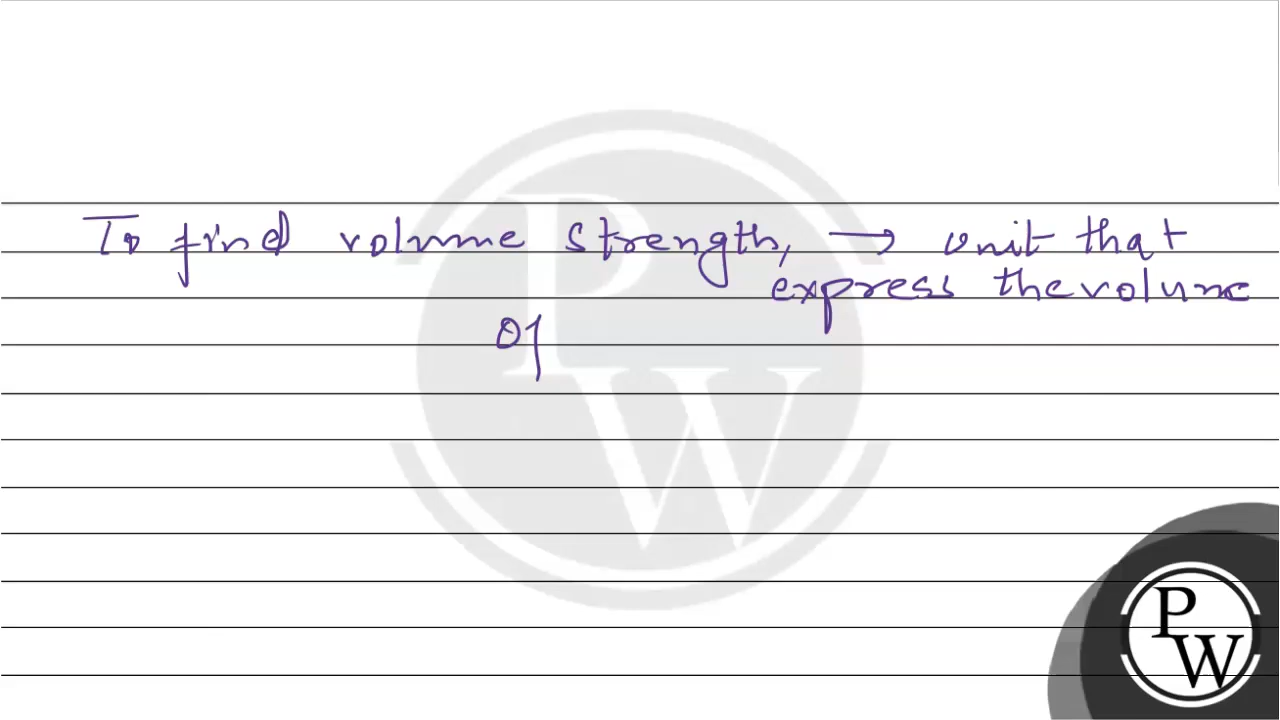 To find volume strength, → unit that
express the volume
of
P
W
P
W